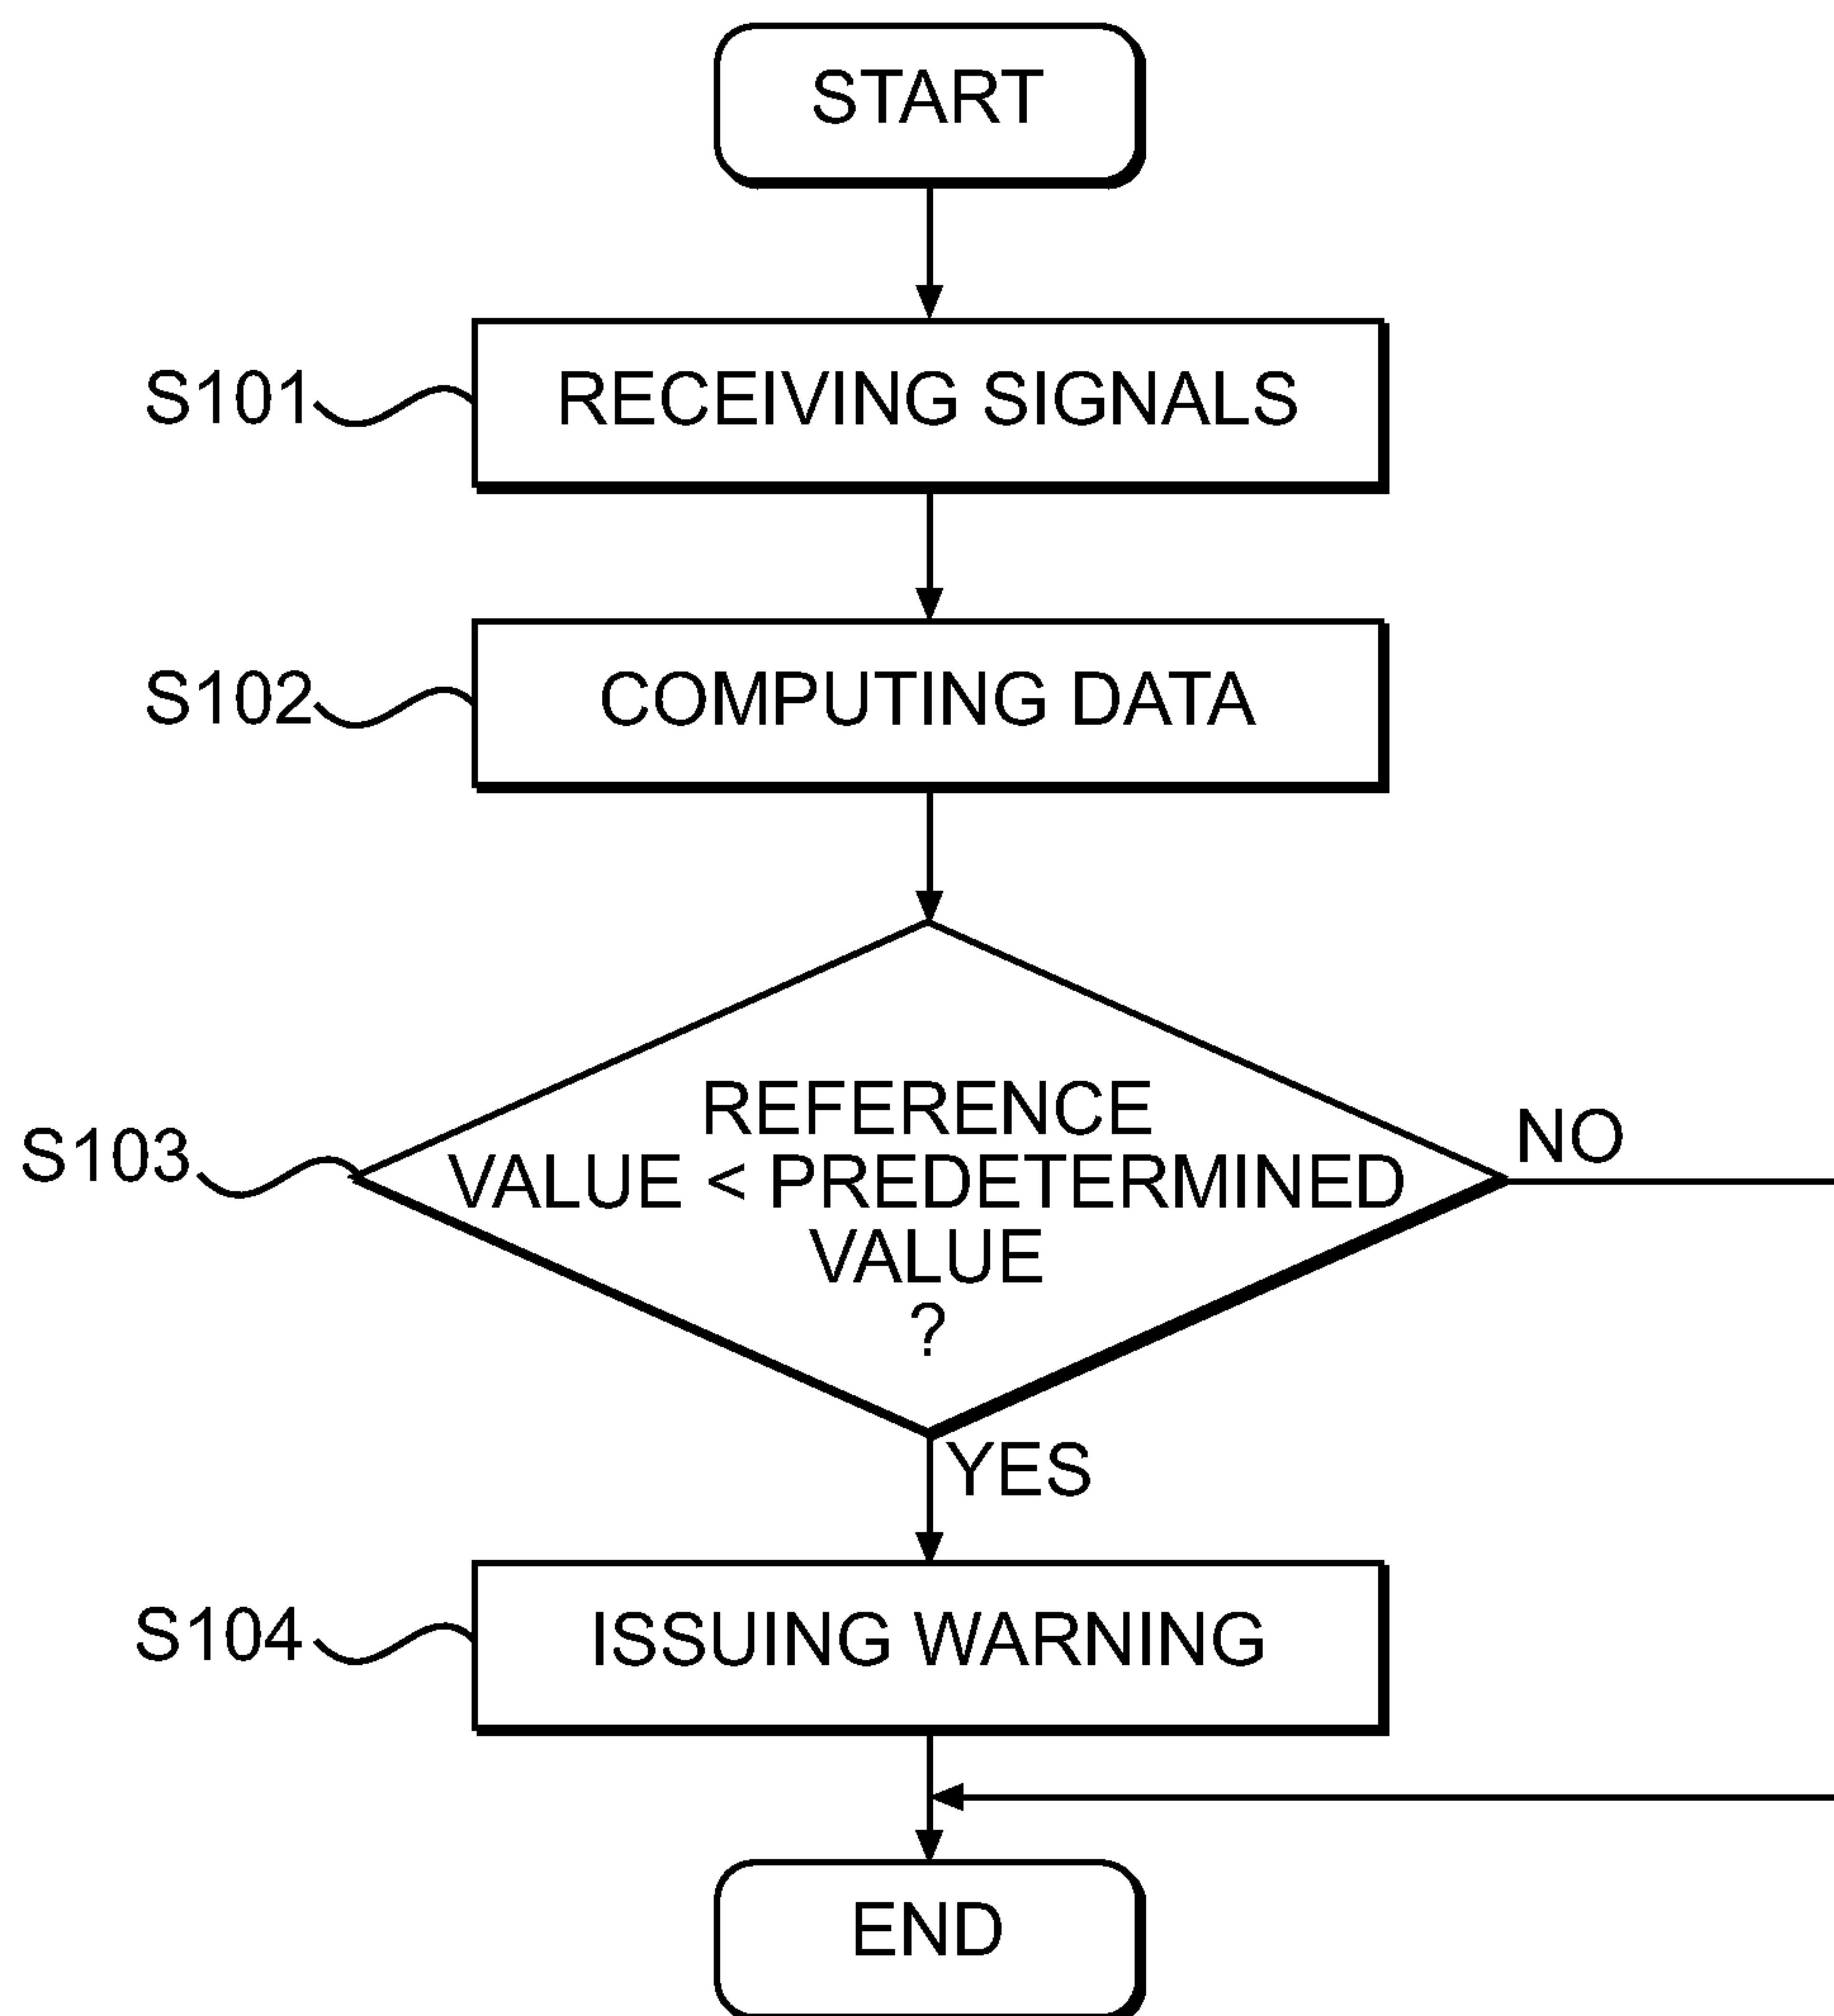 START
S101
RECEIVING SIGNALS
S102
COMPUTING DATA
S103
REFERENCE
VALUE < PREDETERMINED
VALUE
?
NO
YES
S104
ISSUING WARNING
END